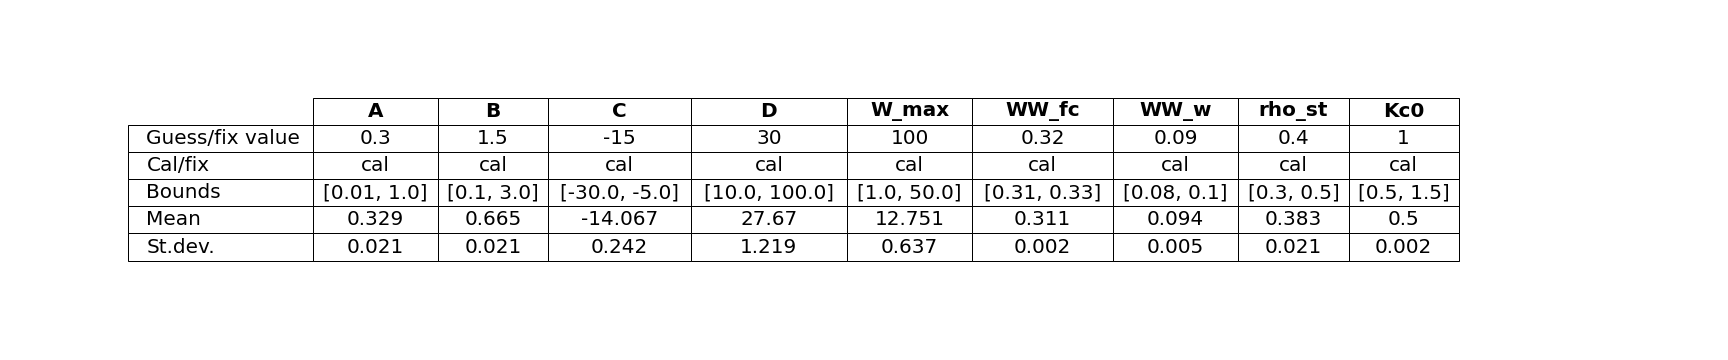 A B C D W_max WW_fc WW_w rho_st Kc0
Guess/fix value 0.3 1.5 -15 30 100 0.32 0.09 0.4 1
Cal/fix cal cal cal cal cal cal cal cal cal
Bounds [0.01, 1.0] [0.1, 3.0] [-30.0, -5.0] [10.0, 100.0] [1.0, 50.0] [0.31, 0.33] [0.08, 0.1] [0.3, 0.5] [0.5, 1.5]
Mean 0.329 0.665 -14.067 27.67 12.751 0.311 0.094 0.383 0.5
St.dev. 0.021 0.021 0.242 1.219 0.637 0.002 0.005 0.021 0.002